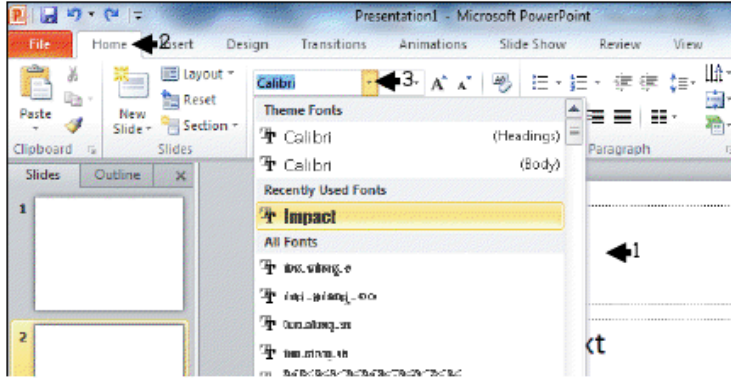 Presentation1 - Microsoft PowerPoint
File Home 2 Insert Design Transitions Animations Slide Show Review View
Paste
New Slide
Layout
Reset
Section
Calibri 3
Clipboard Slides Paragraph
Theme Fonts
Calibri (Headings)
Calibri (Body)
Recently Used Fonts
Impact
All Fonts
Slides Outline
1
2
1
xt